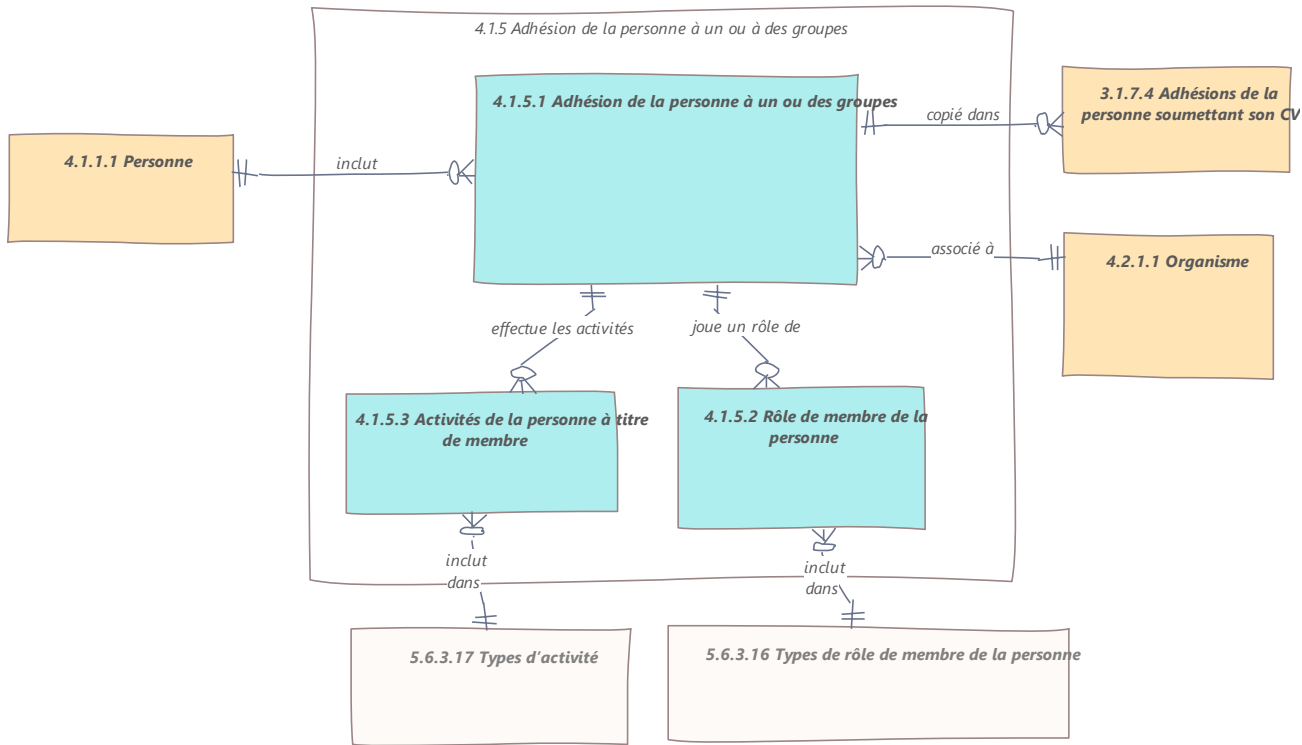 4.1.5 Adhésion de la personne à un ou à des groupes
4.1.5.1 Adhésion de la personne à un ou des groupes
3.1.7.4 Adhésions de la
personne soumettant son CV
copié dans
4.1.1.1 Personne
inclut
associé à
4.2.1.1 Organisme
effectue les activités
joue un rôle de
4.1.5.3 Activités de la personne à titre
de membre
4.1.5.2 Rôle de membre de la
personne
inclut
dans
inclut
dans
5.6.3.17 Types d'activité
5.6.3.16 Types de rôle de membre de la personne